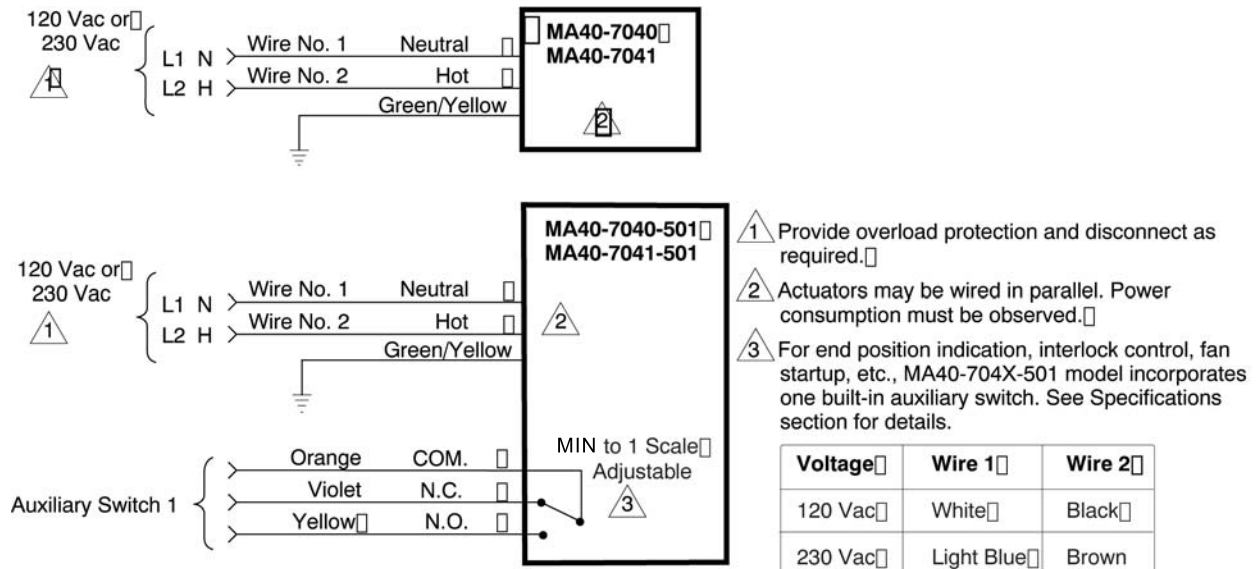 120 Vac or
230 Vac
1
L1 N
L2 H
Wire No. 1 Neutral
Wire No. 2 Hot
Green/Yellow
MA40-7040
MA40-7041
2
120 Vac or
230 Vac
1
L1 N
L2 H
Wire No. 1 Neutral
Wire No. 2 Hot
Green/Yellow
MA40-7040-501
MA40-7041-501
2
MIN to 1 Scale
Adjustable
3
Auxiliary Switch 1
Orange COM.
Violet N.C.
Yellow N.O.
1 Provide overload protection and disconnect as
required.
2 Actuators may be wired in parallel. Power
consumption must be observed.
3 For end position indication, interlock control, fan
startup, etc., MA40-704X-501 model incorporates
one built-in auxiliary switch. See Specifications
section for details.
Voltage Wire 1 Wire 2
120 Vac White Black
230 Vac Light Blue Brown